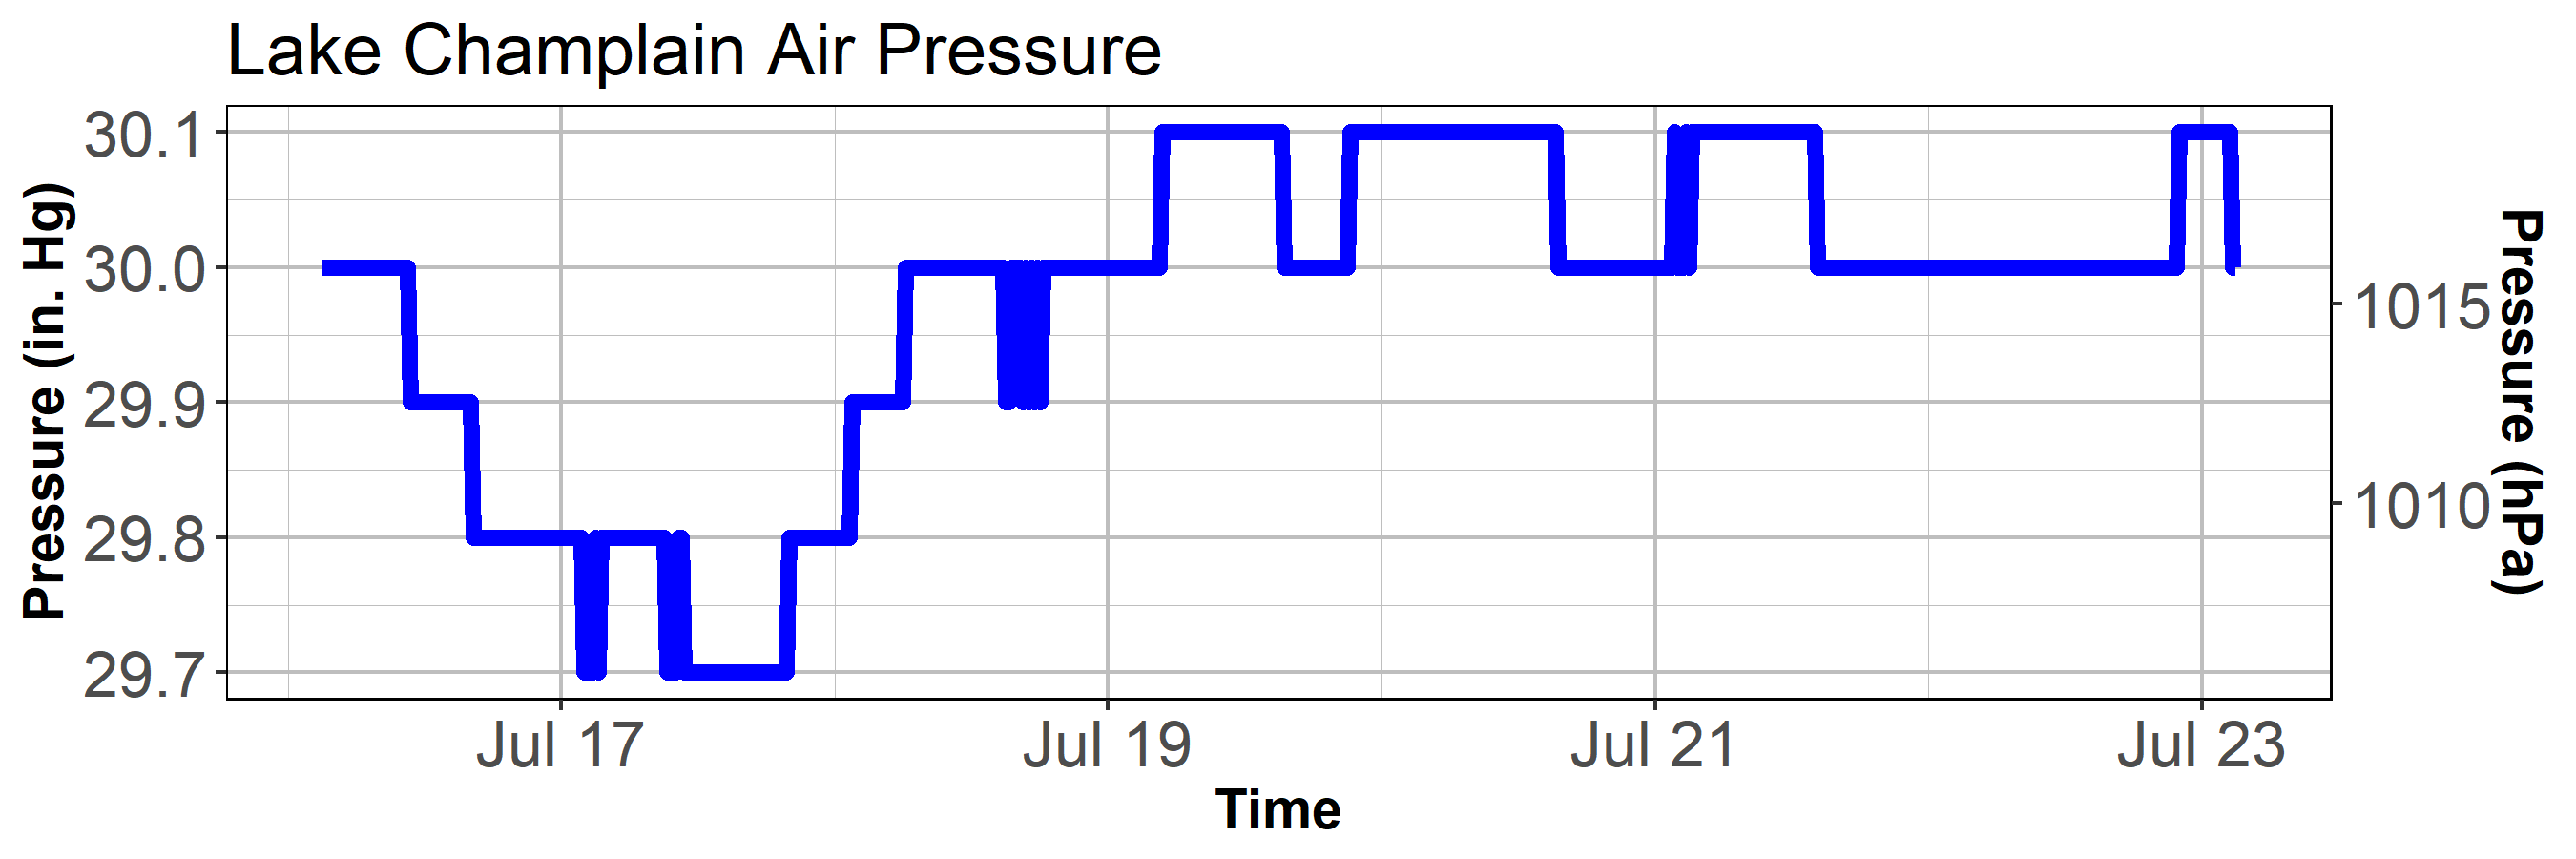 Lake Champlain Air Pressure
Pressure (in. Hg)
30.1
30.0
29.9
29.8
29.7
1015
1010
Pressure (hPa)
Jul 17 Jul 19 Jul 21 Jul 23
Time